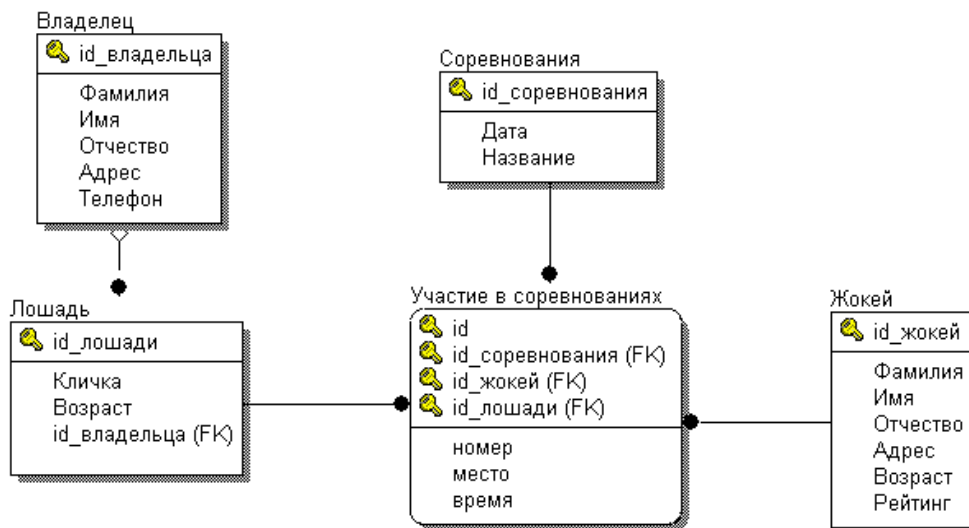 Владелец
id_владельца
Фамилия
Имя
Отчество
Адрес
Телефон
Соревнования
id_соревнования
Дата
Название
Лошадь
id_лошади
Кличка
Возраст
id_владельца (FK)
Участие в соревнованиях
id
id_соревнования (FK)
id_жокей (FK)
id_лошади (FK)
номер
место
время
Жокей
id_жокей
Фамилия
Имя
Отчество
Адрес
Возраст
Рейтинг